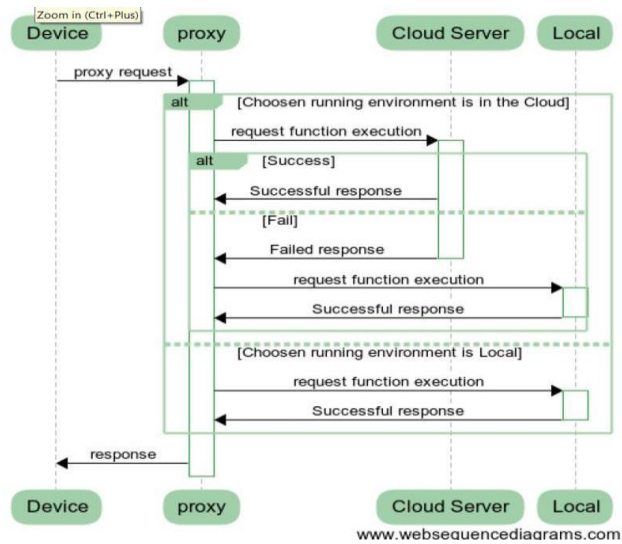 Zoom in (Ctrl+Plus)
Device
proxy
Cloud Server
Local
proxy request
alt
[Choosen running environment is in the Cloud]
request function execution
alt
[Success]
Successful response
[Fail]
Failed response
request function execution
Successful response
[Choosen running environment is Local]
request function execution
Successful response
response
Device
proxy
Cloud Server
Local
www.websequencediagrams.com